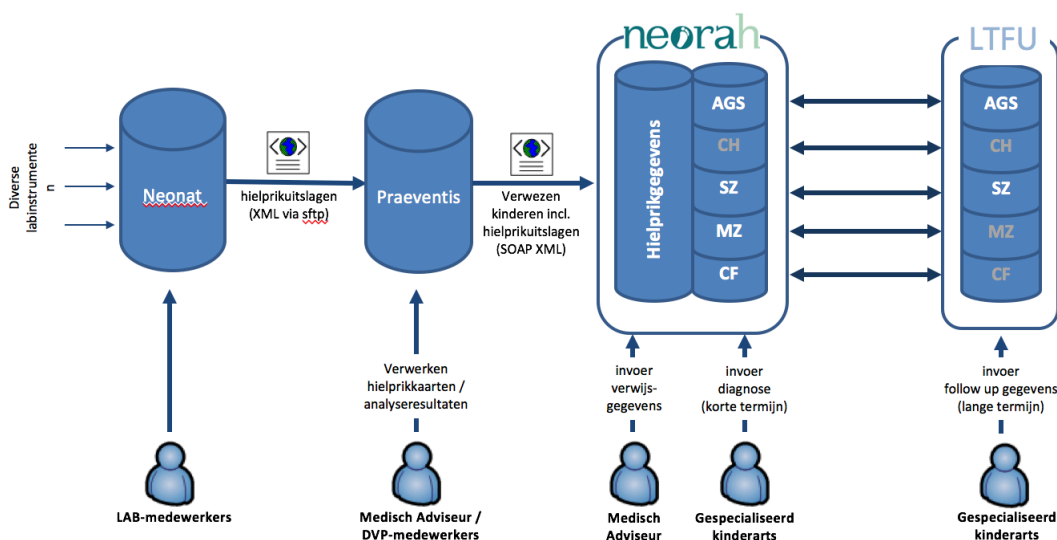 neorah
LTFU
Diverse
labinstrumente
n
Neonat
hielprikuitslagen
(XML via sftp)
Praeventis
Verwezen
kinderen incl.
hielprikuitslagen
(SOAP XML)
Hielprikgegevens
AGS
CH
SZ
MZ
CF
AGS
CH
SZ
MZ
CF
Verwerken
hielprikkaarten /
analyseresultaten
invoer
verwijs-
gegevens
invoer
diagnose
(korte termijn)
invoer
follow up gegevens
(lange termijn)
LAB-medewerkers
Medisch Adviseur /
DVP-medewerkers
Medisch
Adviseur
Gespecialiseerd
kinderarts
Gespecialiseerd
kinderarts